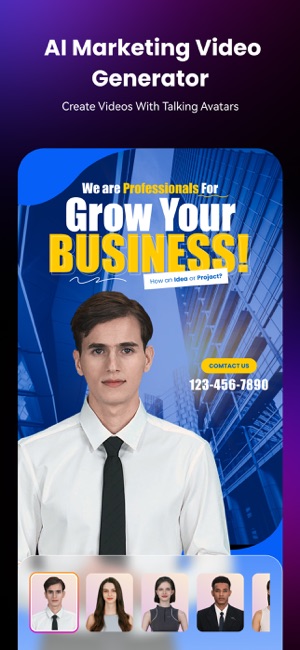 AI Marketing Video
Generator
Create Videos With Talking Avatars
We are Professionals For
Grow Your
BUSINESS!
How an Idea or Project?
COMTACT US
123-456-7890